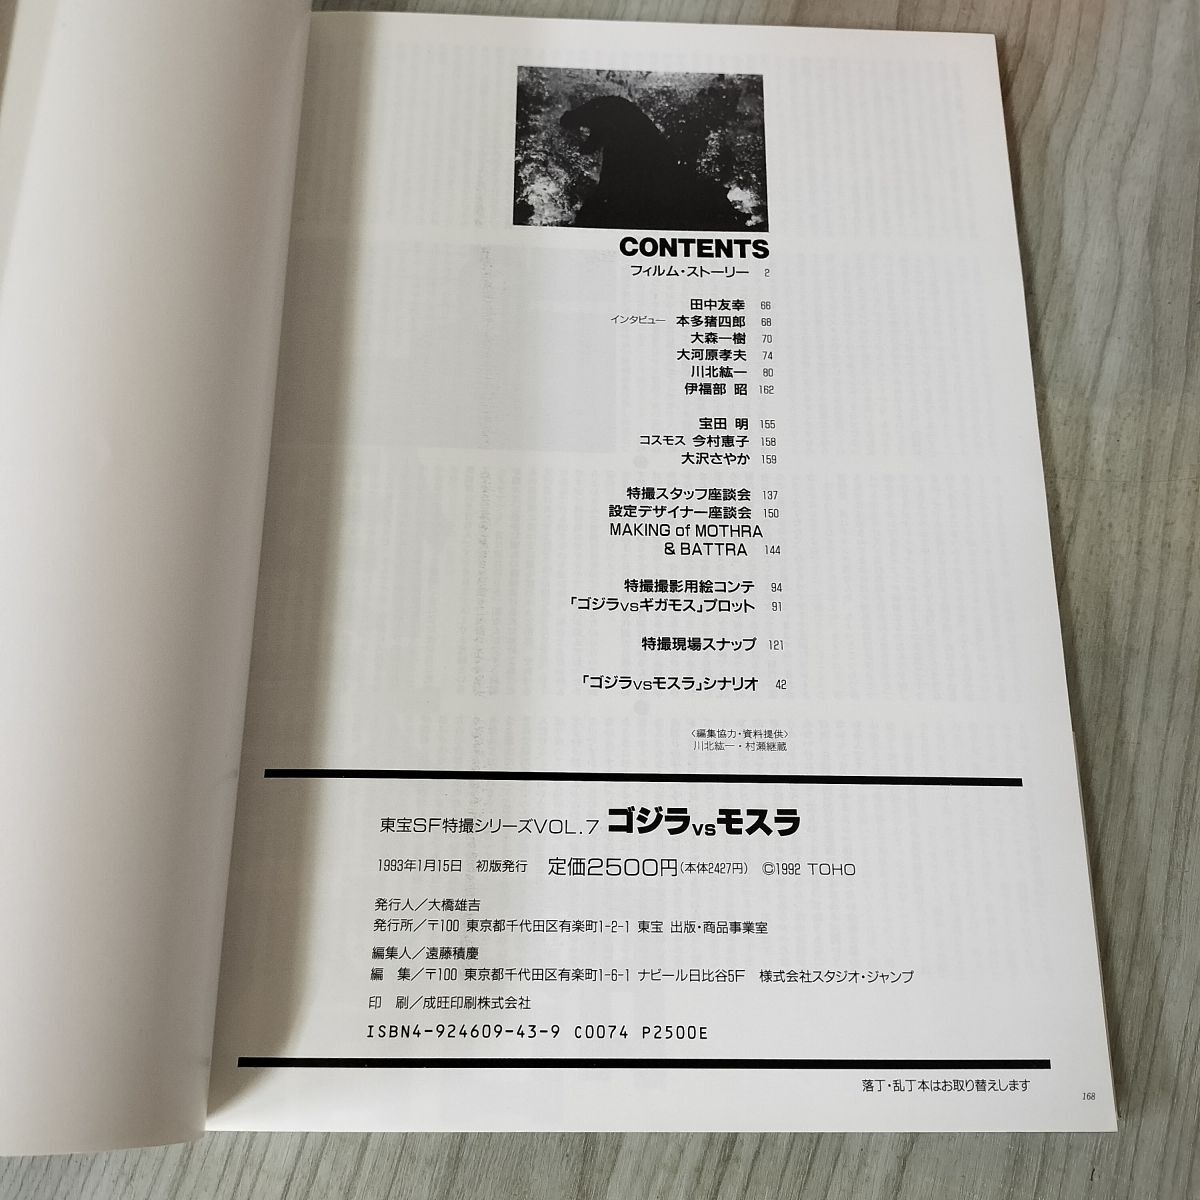 CONTENTS
フィルム・ストーリー 2
田中友幸 66
インタビュー 本多猪四郎 68
大森一樹 70
大河原孝夫 74
川北紘一 80
伊福部 昭 162
宝田 明 155
コスモス 今村恵子 158
大沢さやか 159
特撮スタッフ座談会 137
設定デザイナー座談会 150
MAKING of MOTHRA
& BATTRA 144
特撮撮影用絵コンテ 94
「ゴジラvsギガモス」プロット 91
特撮現場スナップ 121
「ゴジラvsモスラ」シナリオ 42
〈編集協力・資料提供〉
川北紘一・村瀬継蔵
東宝SF特撮シリーズVOL.7 ゴジラvsモスラ
1993年1月15日 初版発行 定価2500円(本体2427円) ©1992 TOHO
発行人／大橋雄吉
発行所／〒100 東京都千代田区有楽町1-2-1 東宝 出版・商品事業室
編集人／遠藤積慶
編 集／〒100 東京都千代田区有楽町1-6-1 ナビール日比谷5F 様式会社スタジオ・ジャンプ
印 刷／成旺印刷株式会社
ISBN4-924609-43-9 C0074 P2500E
落丁・乱丁本はお取り替えします
168